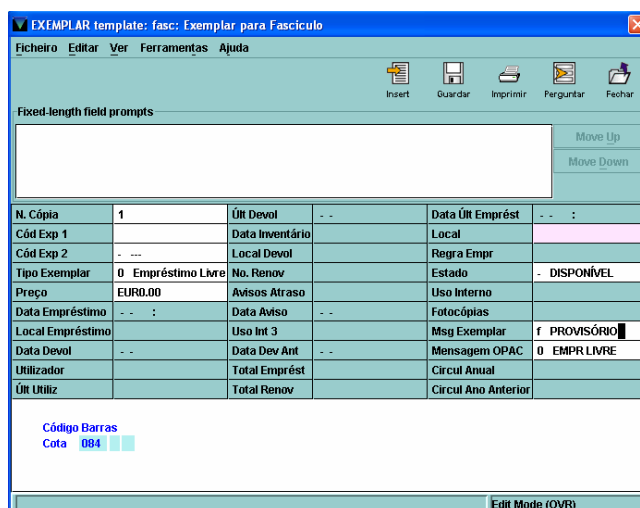 EXEMPLAR template: fasc: Exemplar para Fasciculo
Ficheiro Editar Ver Ferramentas Ajuda
Insert Guardar Imprimir Perguntar Fechar
Fixed-length field prompts
Move Up
Move Down
N. Cópia 1 Últ Devol - - Data Últ Emprést - - :
Cód Exp 1 Data Inventário Local
Cód Exp 2 - --- Local Devol Regra Empr
Tipo Exemplar 0 Empréstimo Livre No. Renov Estado - DISPONÍVEL
Preço EUR0.00 Avisos Atraso Uso Interno
Data Empréstimo - - : Data Aviso - - Fotocópias
Local Empréstimo Uso Int 3 Msg Exemplar f PROVISÓRIO
Data Devol - - Data Dev Ant - - Mensagem OPAC 0 EMPR LIVRE
Utilizador Total Emprést Circul Anual
Últ Utiliz Total Renov Circul Ano Anterior
Código Barras
Cota 084
Edit Mode (OVR)